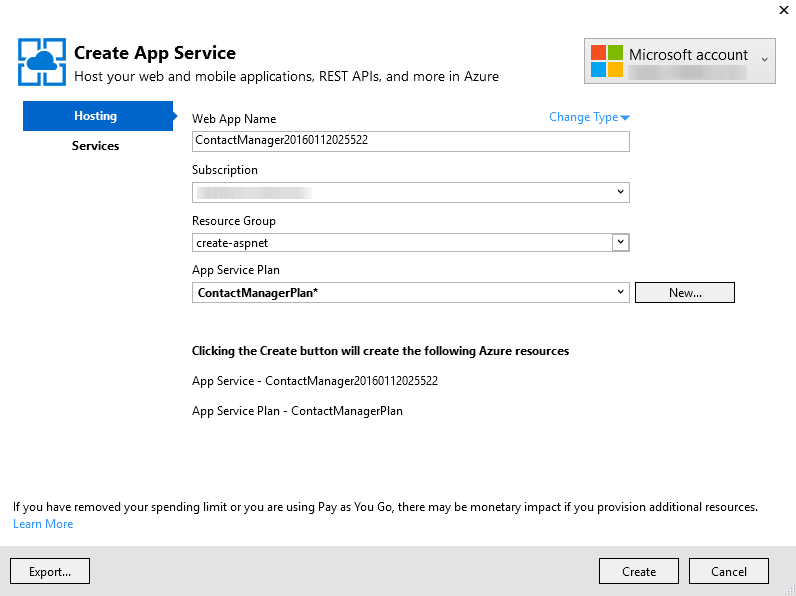 Create App Service
Host your web and mobile applications, REST APIs, and more in Azure
Microsoft account
Hosting
Services
Web App Name
Change Type
ContactManager20160112025522
Subscription
Resource Group
create-aspnet
App Service Plan
ContactManagerPlan*
New...
Clicking the Create button will create the following Azure resources
App Service - ContactManager20160112025522
App Service Plan - ContactManagerPlan
If you have removed your spending limit or you are using Pay as You Go, there may be monetary impact if you provision additional resources.
Learn More
Export...
Create
Cancel